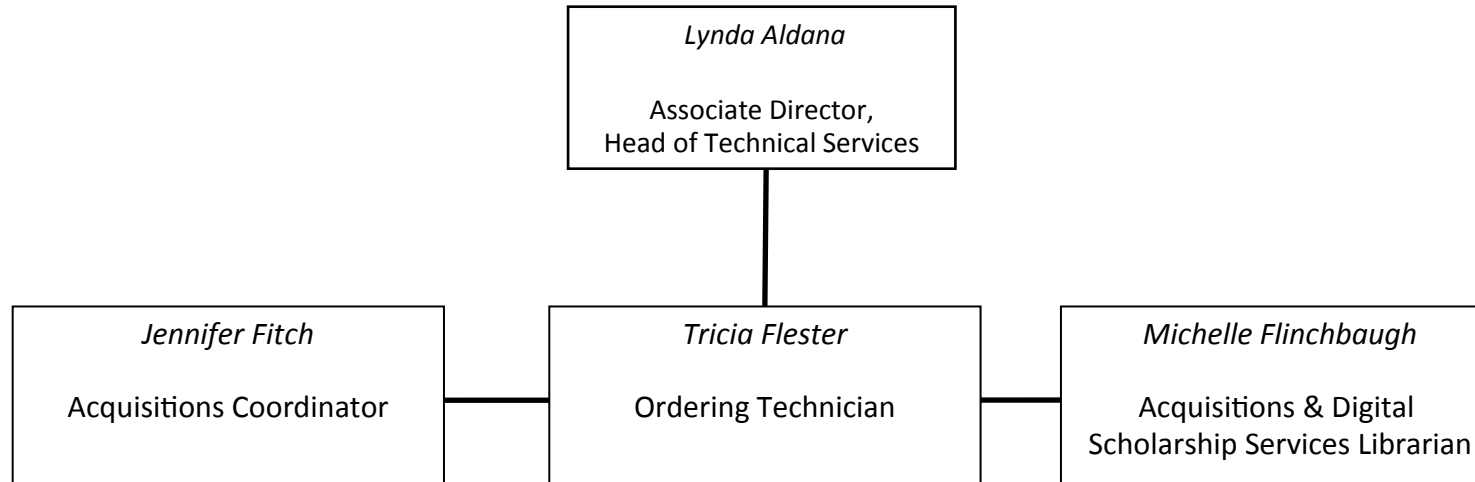 Lynda Aldana
Associate Director,
Head of Technical Services
Jennifer Fitch
Acquisitions Coordinator
Tricia Flester
Ordering Technician
Michelle Flinchbaugh
Acquisitions & Digital
Scholarship Services Librarian